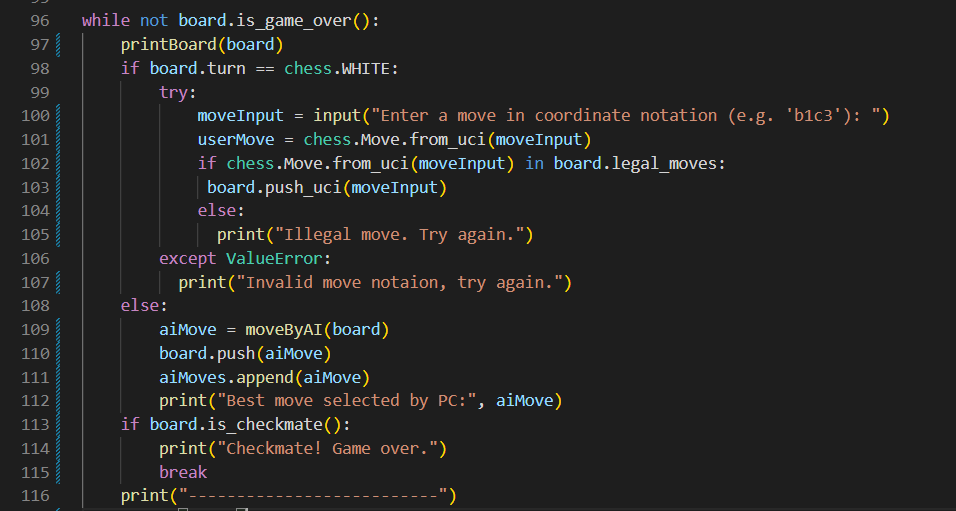 96 while not board.is_game_over():
97     printBoard(board)
98     if board.turn == chess.WHITE:
99         try:
100             moveInput = input("Enter a move in coordinate notation (e.g. 'b1c3'): ")
101             userMove = chess.Move.from_uci(moveInput)
102             if chess.Move.from_uci(moveInput) in board.legal_moves:
103              board.push_uci(moveInput)
104             else:
105               print("Illegal move. Try again.")
106         except ValueError:
107           print("Invalid move notaion, try again.")
108     else:
109         aiMove = moveByAI(board)
110         board.push(aiMove)
111         aiMoves.append(aiMove)
112         print("Best move selected by PC:", aiMove)
113     if board.is_checkmate():
114         print("Checkmate! Game over.")
115         break
116     print("--------------------------")